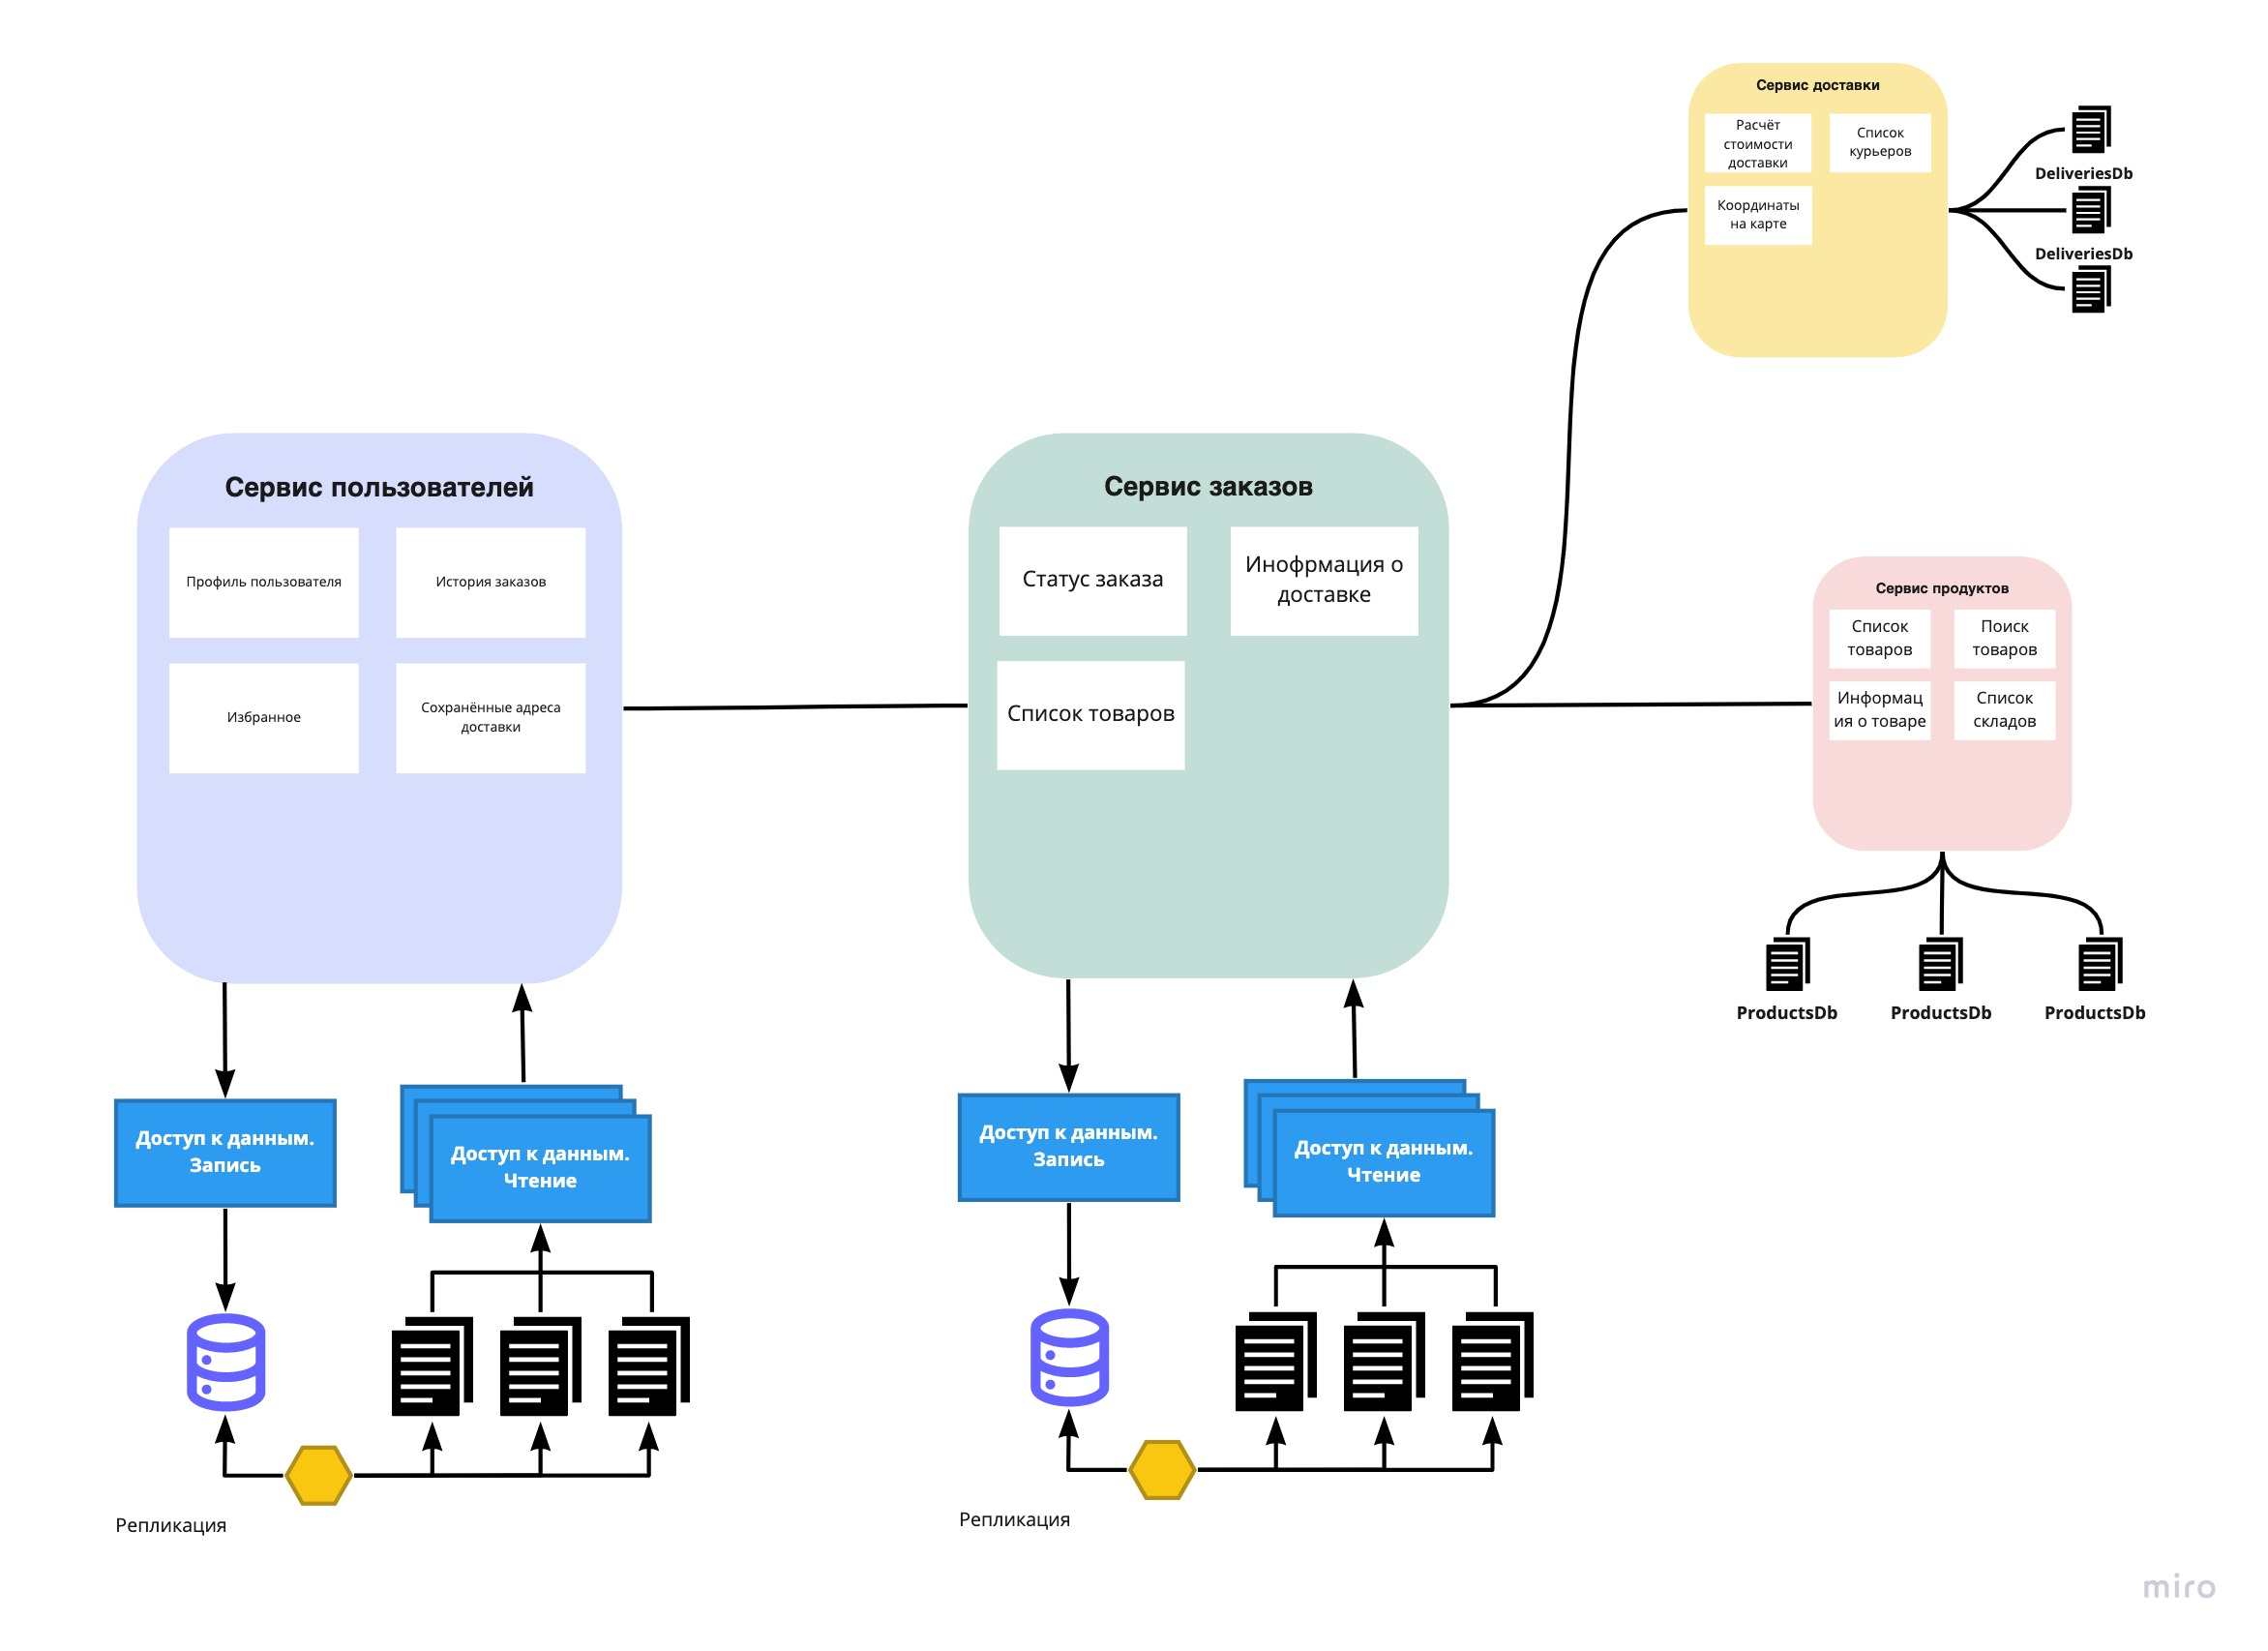 Сервис доставки
Расчёт
стоимости
доставки
Список
курьеров
Координаты
на карте
DeliveriesDb
DeliveriesDb
Сервис пользователей
Профиль пользователя
История заказов
Избранное
Сохранённые адреса
доставки
Сервис заказов
Статус заказа
Инофрмация о
доставке
Список товаров
Сервис продуктов
Список
товаров
Поиск
товаров
Информац
ия о товаре
Список
складов
ProductsDb
ProductsDb
ProductsDb
Доступ к данным.
Запись
Доступ к данным.
Чтение
Доступ к данным.
Запись
Доступ к данным.
Чтение
Репликация
Репликация
miro